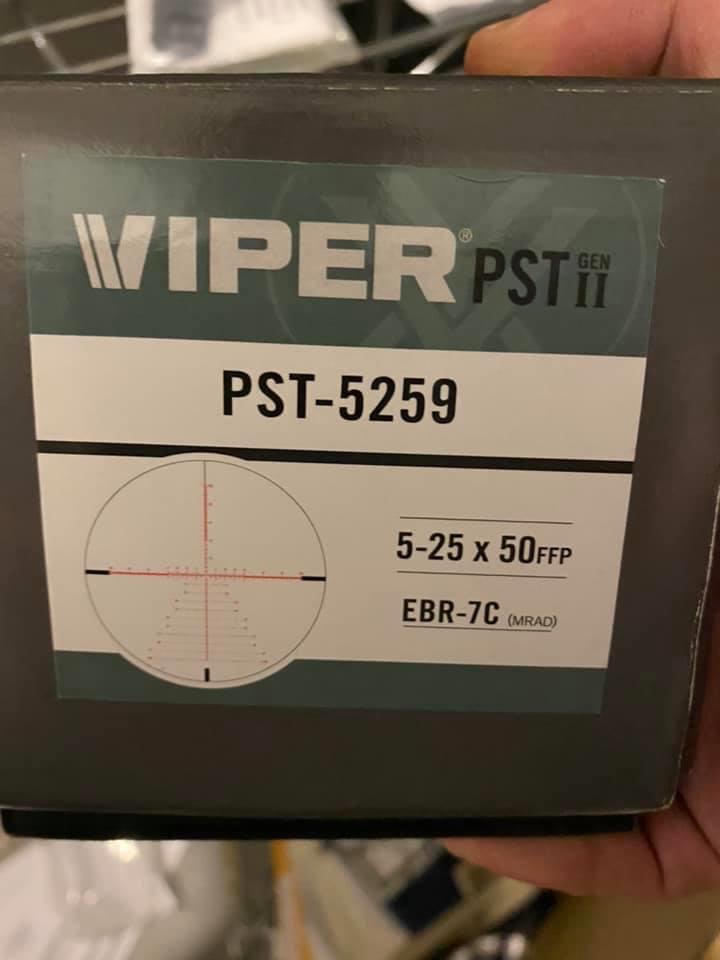 VIPER® PST GEN II
PST-5259
5-25 x 50FFP
EBR-7C (MRAD)